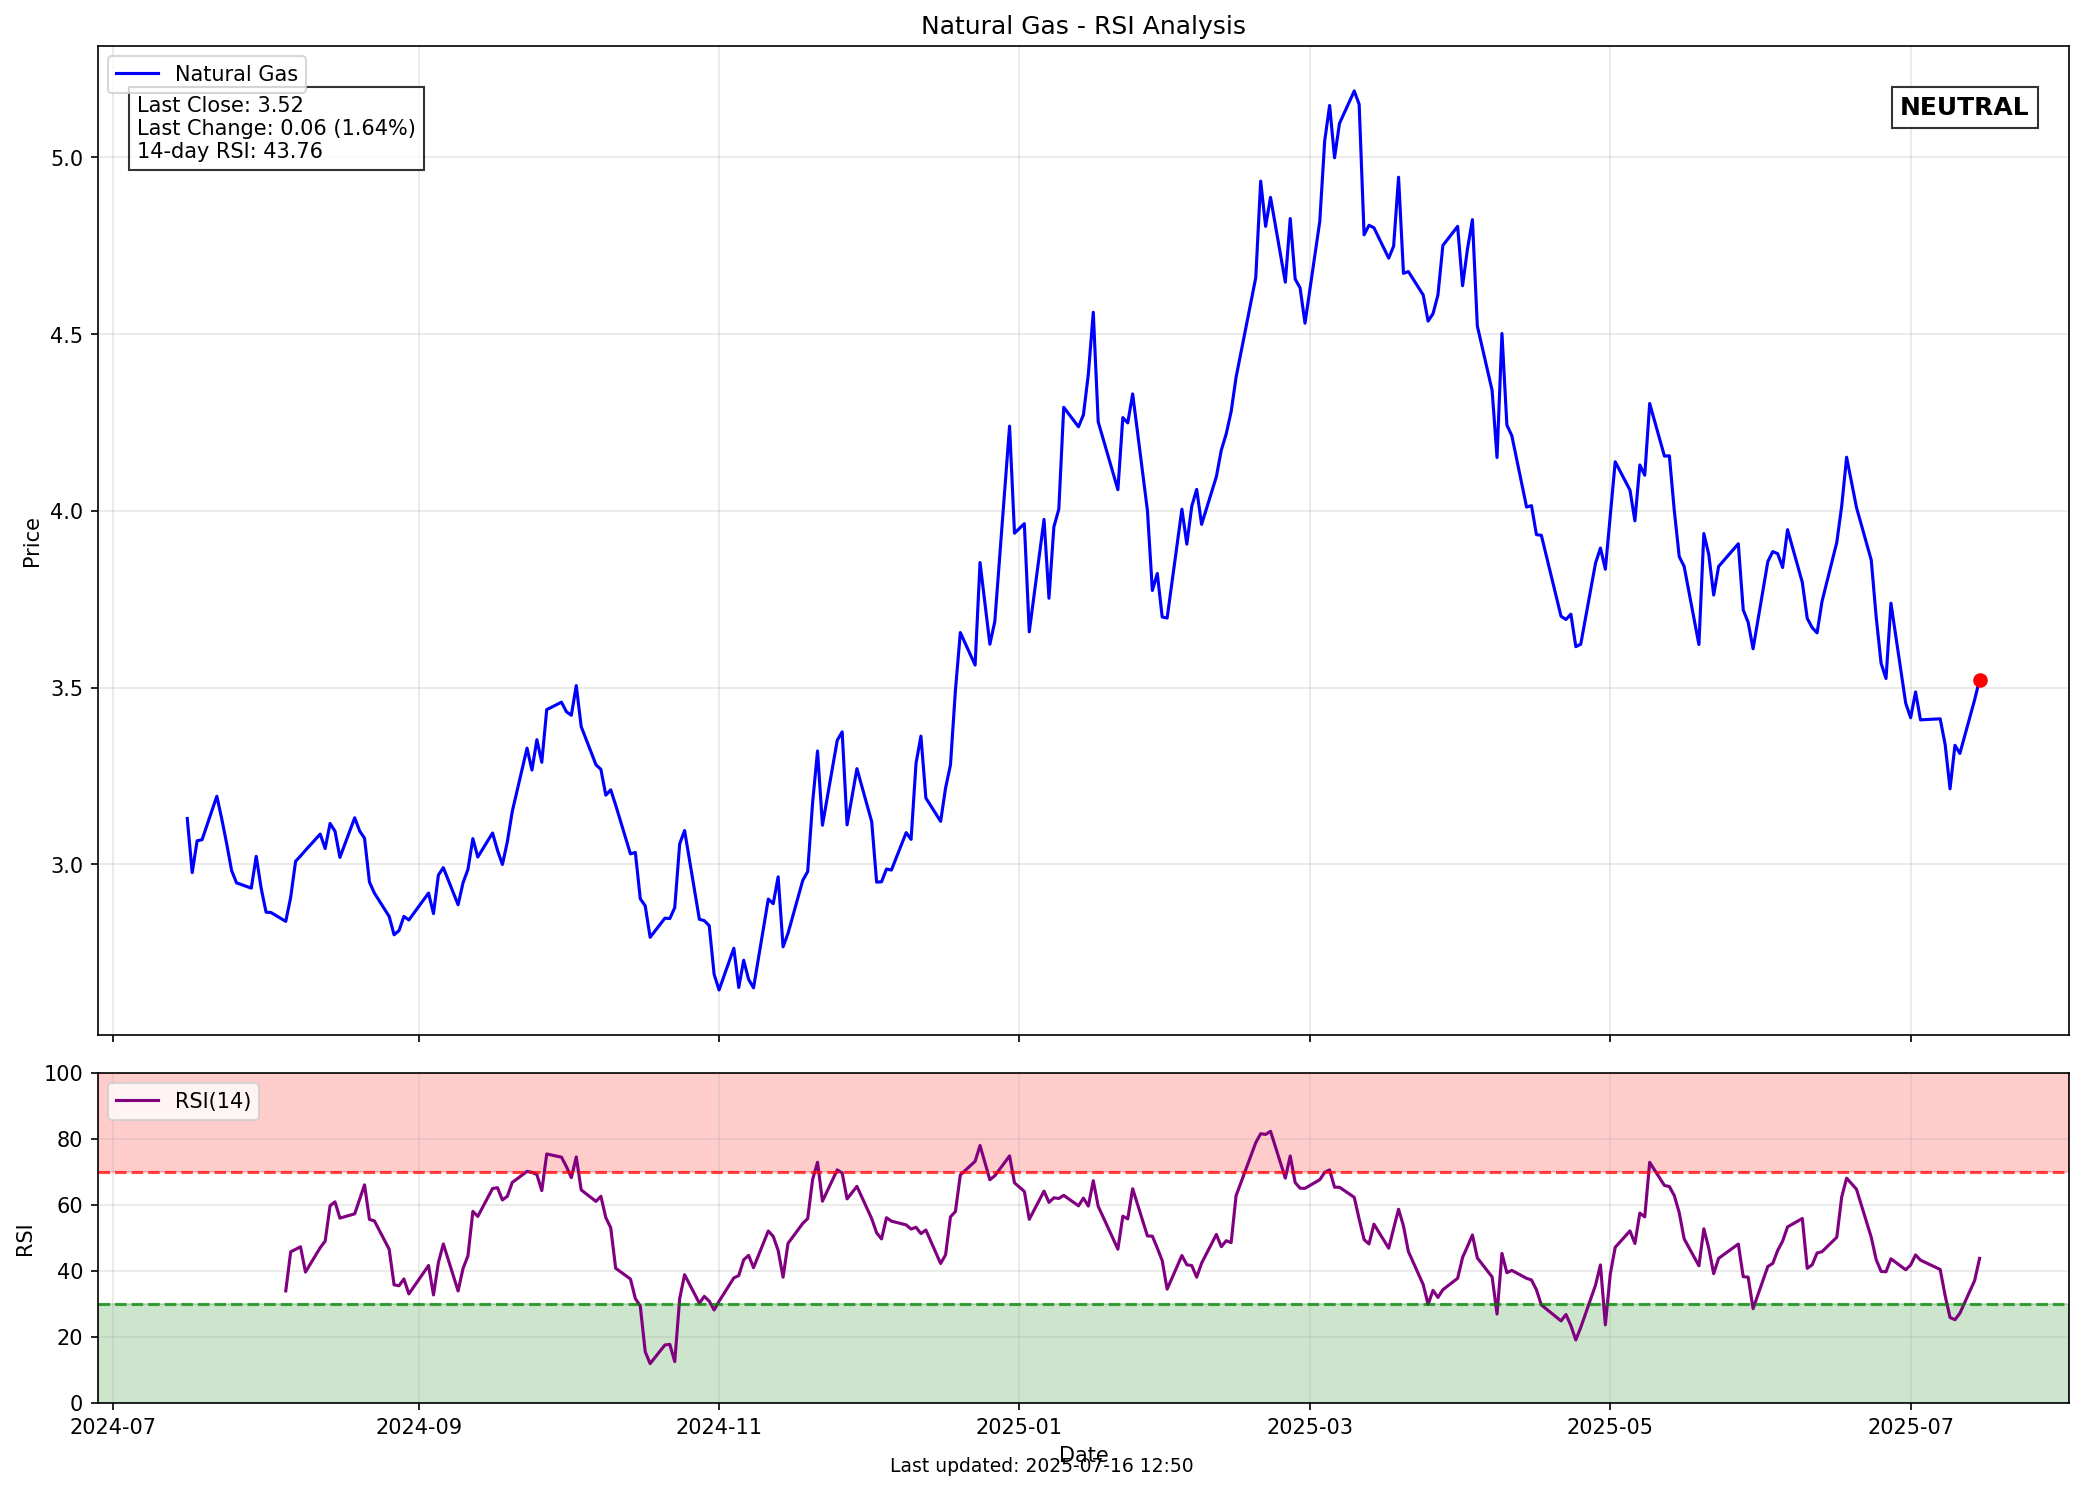 Natural Gas - RSI Analysis
Natural Gas
Last Close: 3.52
Last Change: 0.06 (1.64%)
14-day RSI: 43.76
NEUTRAL
Price
5.0
4.5
4.0
3.5
3.0
RSI(14)
RSI
100
80
60
40
20
0
2024-07 2024-09 2024-11 2025-01 2025-03 2025-05 2025-07
Date
Last updated: 2025-07-16 12:50